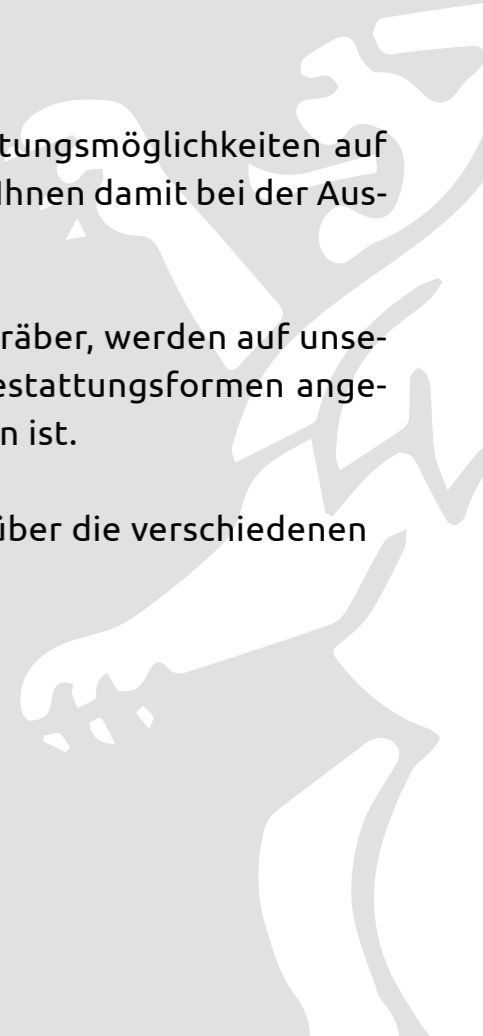 tungsmöglichkeiten auf
Ihnen damit bei der Aus-
räber, werden auf unse-
estattungsformen ange-
n ist.
über die verschiedenen